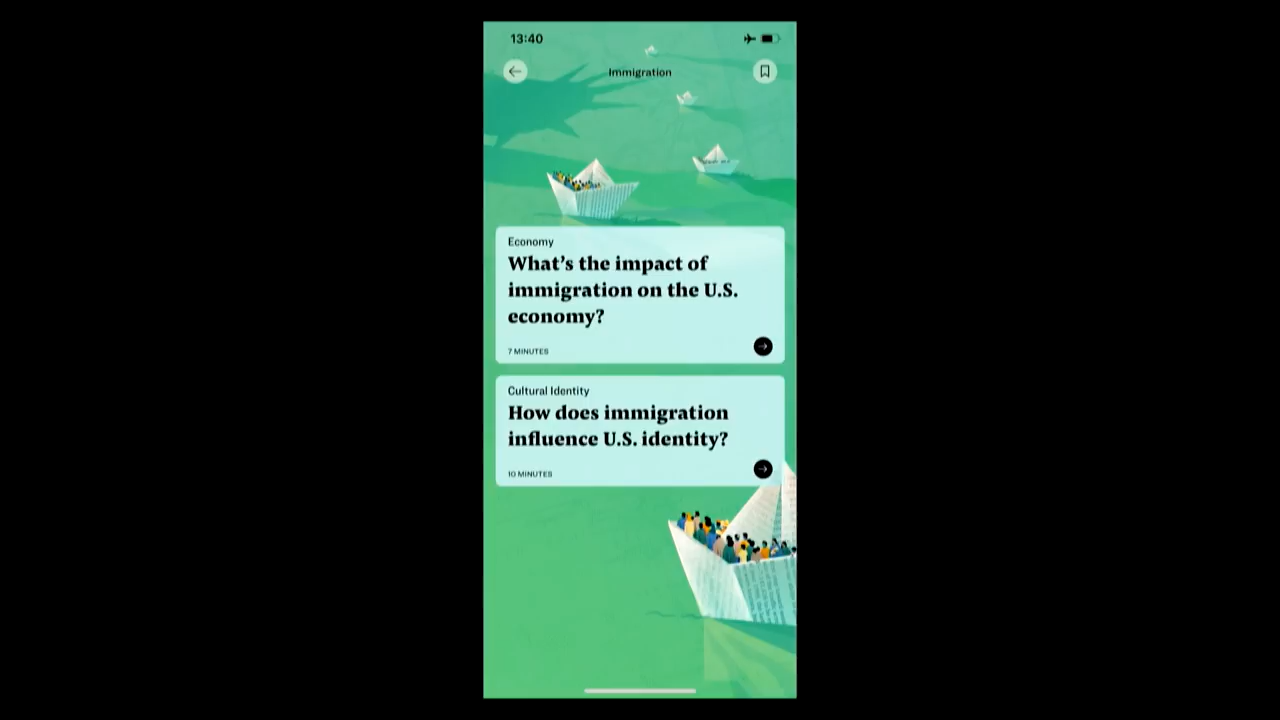 13:40
Immigration
Economy
What's the impact of
immigration on the U.S.
economy?
7 MINUTES
Cultural Identity
How does immigration
influence U.S. identity?
10 MINUTES